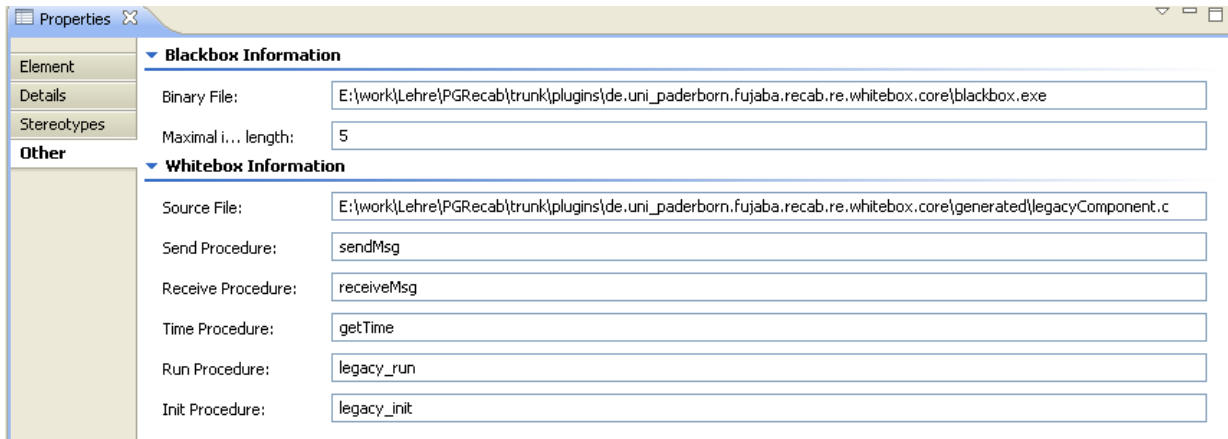 Properties
Element
Details
Stereotypes
Other
Blackbox Information
Binary File: E:\work\Lehre\PGRecab\trunk\plugins\de.uni_paderborn.fujaba.recab.re.whitebox.core\blackbox.exe
Maximal i... length: 5
Whitebox Information
Source File: E:\work\Lehre\PGRecab\trunk\plugins\de.uni_paderborn.fujaba.recab.re.whitebox.core\generated\legacyComponent.c
Send Procedure: sendMsg
Receive Procedure: receiveMsg
Time Procedure: getTime
Run Procedure: legacy_run
Init Procedure: legacy_init